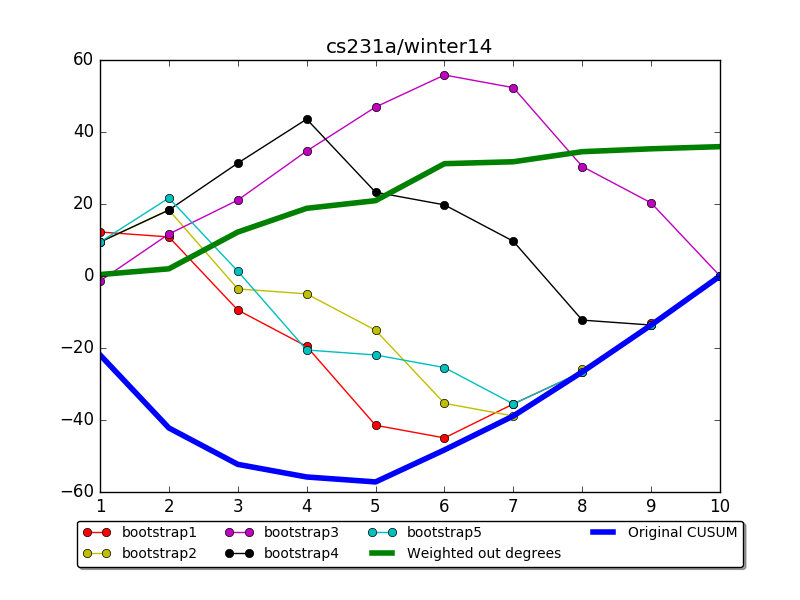 cs231a/winter14
60
40
20
0
−20
−40
−60
1 2 3 4 5 6 7 8 9 10
bootstrap1 bootstrap3 bootstrap5 Original CUSUM
bootstrap2 bootstrap4 Weighted out degrees